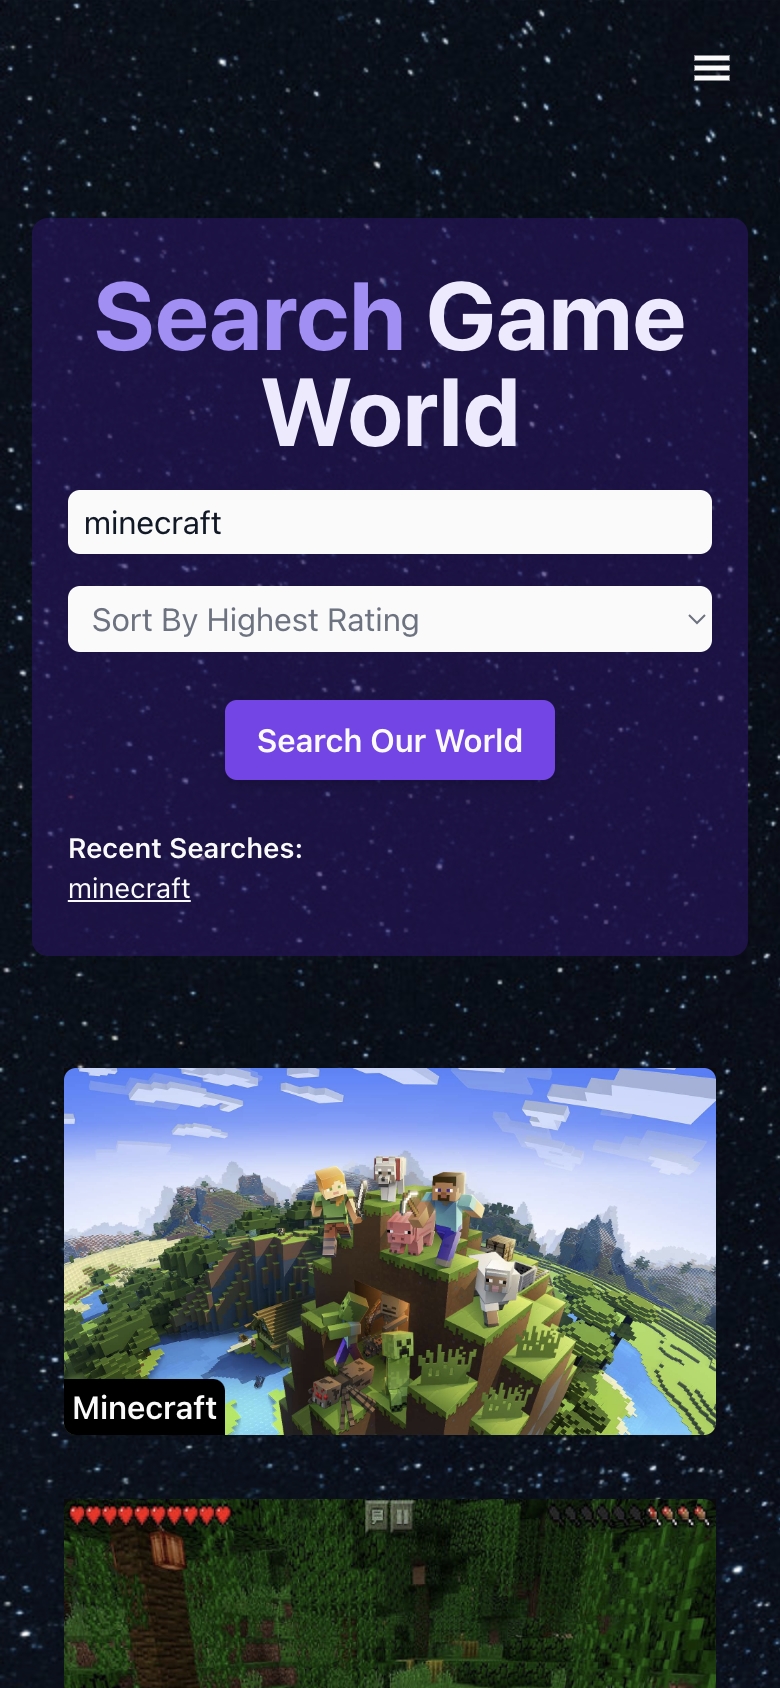 Search Game
World
minecraft
Sort By Highest Rating
Search Our World
Recent Searches:
minecraft
Minecraft